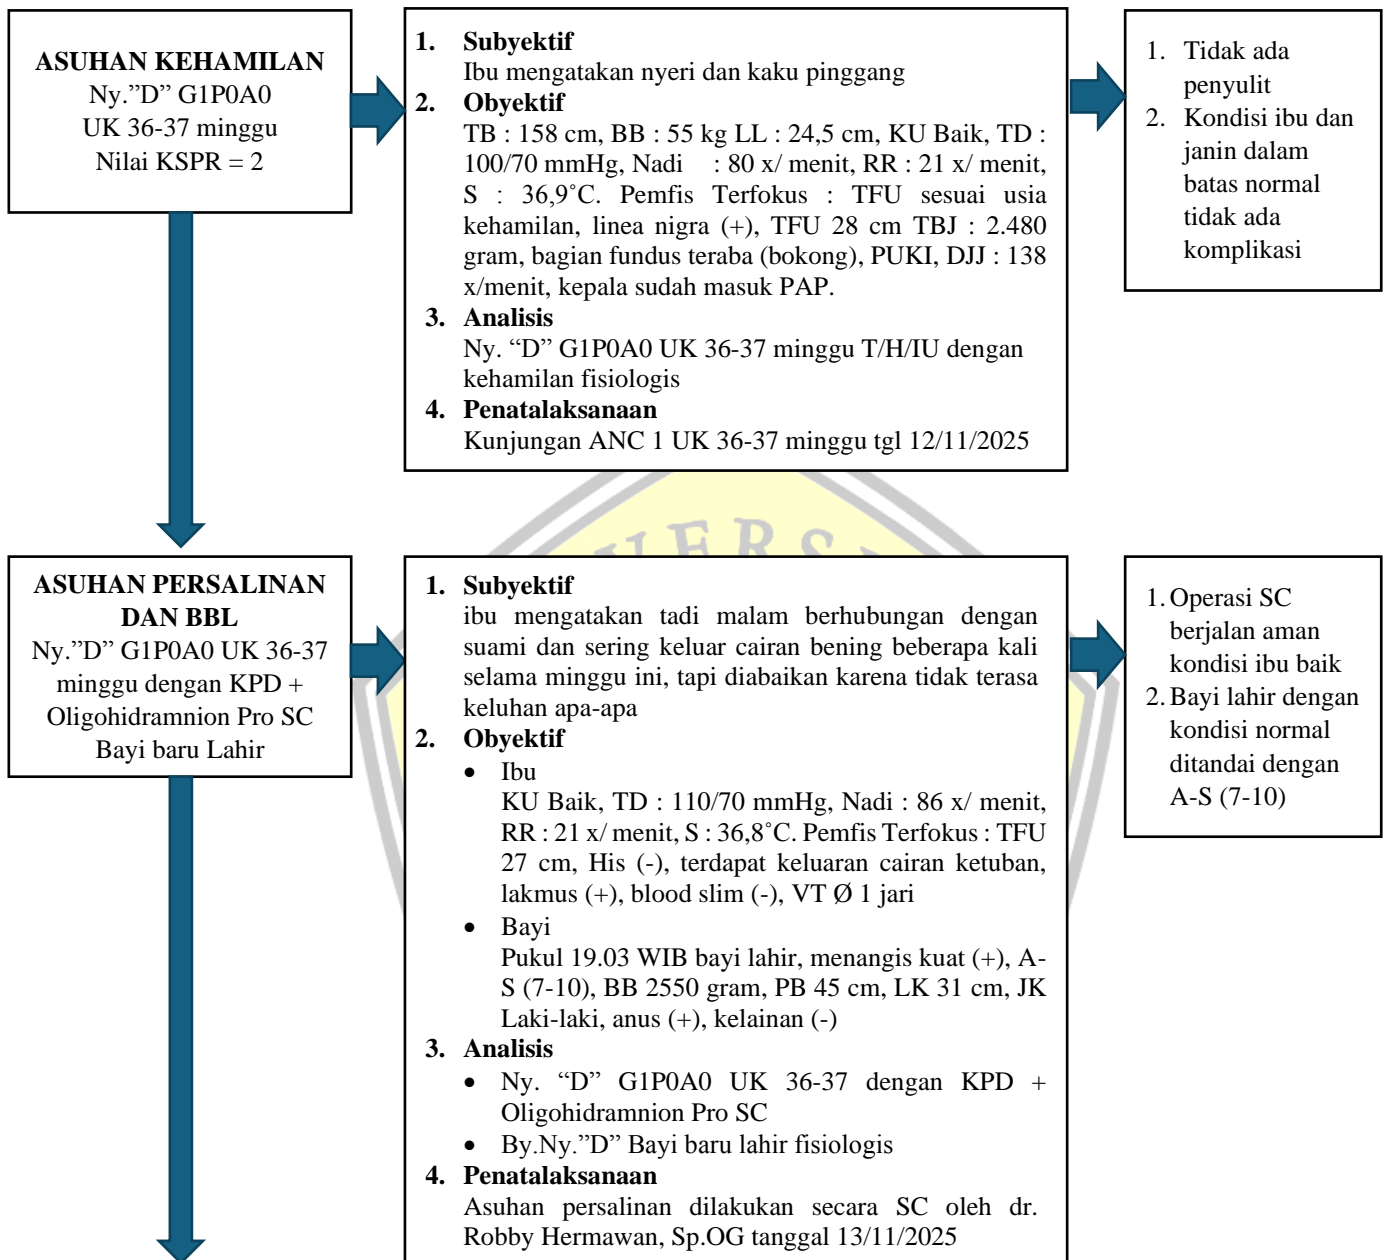 ASUHAN KEHAMILAN
Ny.”D” G1P0A0
UK 36-37 minggu
Nilai KSPR = 2
1. Subyektif
Ibu mengatakan nyeri dan kaku pinggang
2. Obyektif
TB : 158 cm, BB : 55 kg LL : 24,5 cm, KU Baik, TD :
100/70 mmHg, Nadi : 80 x/ menit, RR : 21 x/ menit,
S : 36,9˚C. Pemfis Terfokus : TFU sesuai usia
kehamilan, linea nigra (+), TFU 28 cm TBJ : 2.480
gram, bagian fundus teraba (bokong), PUKI, DJJ : 138
x/menit, kepala sudah masuk PAP.
3. Analisis
Ny. “D” G1P0A0 UK 36-37 minggu T/H/IU dengan
kehamilan fisiologis
4. Penatalaksanaan
Kunjungan ANC 1 UK 36-37 minggu tgl 12/11/2025
1. Tidak ada
penyulit
2. Kondisi ibu dan
janin dalam
batas normal
tidak ada
komplikasi
VERS
ASUHAN PERSALINAN
DAN BBL
Ny.”D” G1P0A0 UK 36-37
minggu dengan KPD +
Oligohidramnion Pro SC
Bayi baru Lahir
1. Subyektif
ibu mengatakan tadi malam berhubungan dengan
suami dan sering keluar cairan bening beberapa kali
selama minggu ini, tapi diabaikan karena tidak terasa
keluhan apa-apa
2. Obyektif
• Ibu
KU Baik, TD : 110/70 mmHg, Nadi : 86 x/ menit,
RR : 21 x/ menit, S : 36,8˚C. Pemfis Terfokus : TFU
27 cm, His (-), terdapat keluaran cairan ketuban,
lakmus (+), blood slim (-), VT Ø 1 jari
• Bayi
Pukul 19.03 WIB bayi lahir, menangis kuat (+), A-
S (7-10), BB 2550 gram, PB 45 cm, LK 31 cm, JK
Laki-laki, anus (+), kelainan (-)
3. Analisis
• Ny. “D” G1P0A0 UK 36-37 dengan KPD +
Oligohidramnion Pro SC
• By.Ny.”D” Bayi baru lahir fisiologis
4. Penatalaksanaan
Asuhan persalinan dilakukan secara SC oleh dr.
Robby Hermawan, Sp.OG tanggal 13/11/2025
1. Operasi SC
berjalan aman
kondisi ibu baik
2. Bayi lahir dengan
kondisi normal
ditandai dengan
A-S (7-10)